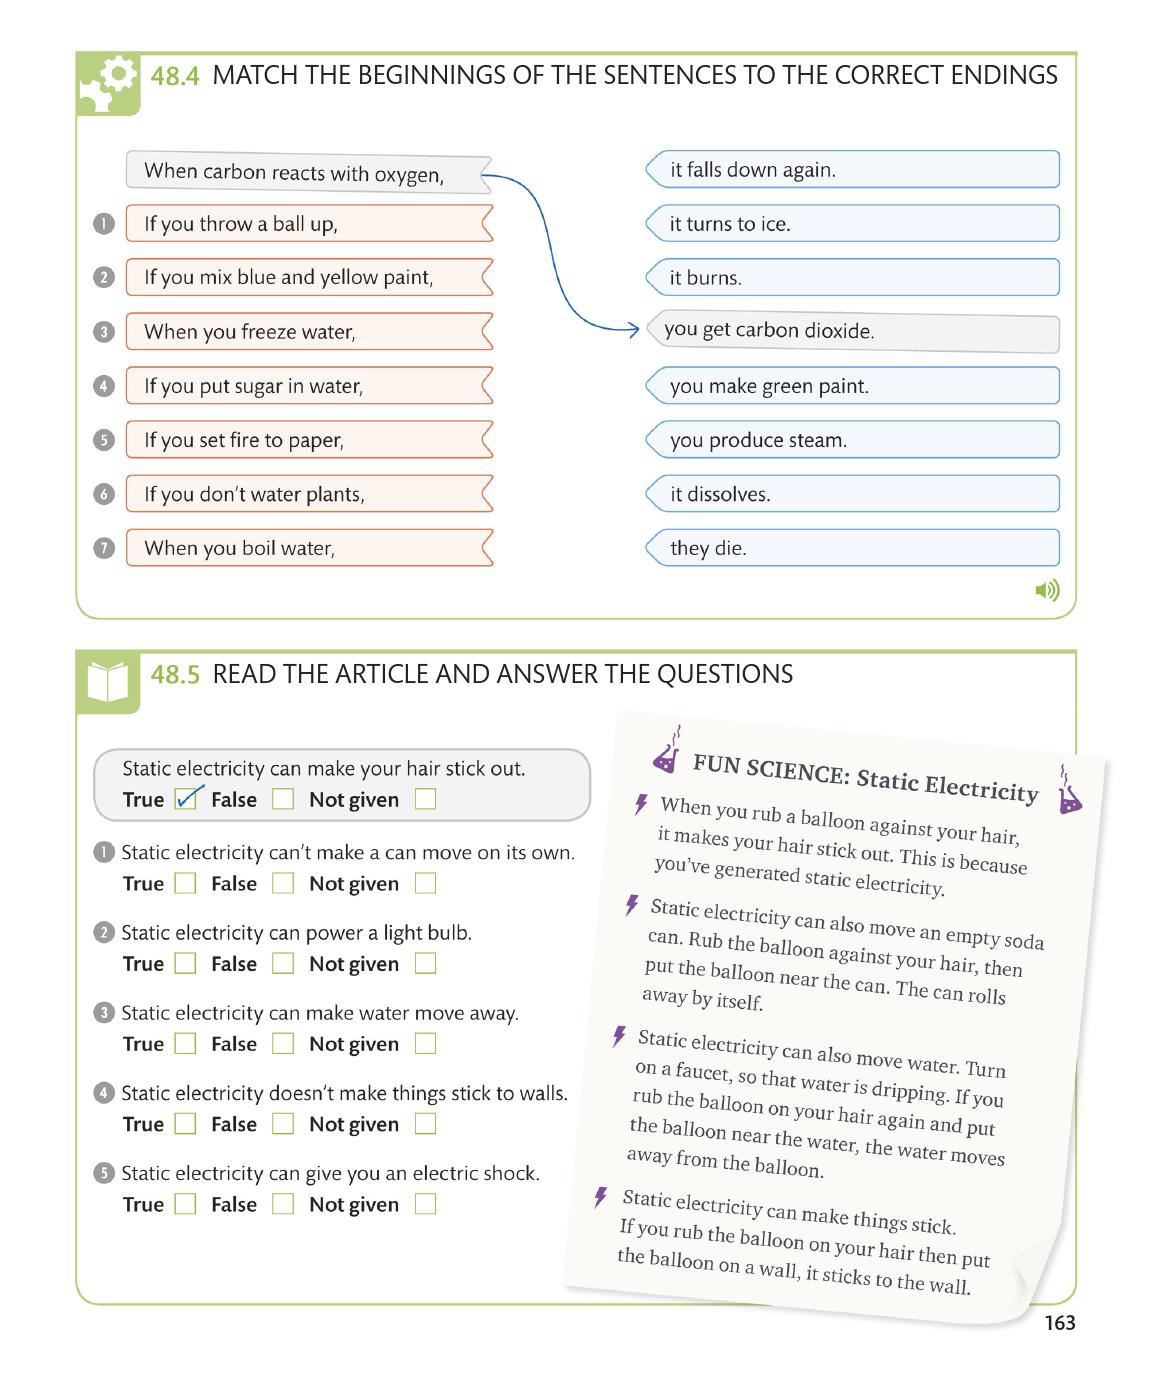 48.4 MATCH THE BEGINNINGS OF THE SENTENCES TO THE CORRECT ENDINGS
When carbon reacts with oxygen,
1 If you throw a ball up,
2 If you mix blue and yellow paint,
3 When you freeze water,
4 If you put sugar in water,
5 If you set fire to paper,
6 If you don't water plants,
7 When you boil water,
it falls down again.
it turns to ice.
it burns.
you get carbon dioxide.
you make green paint.
you produce steam.
it dissolves.
they die.
48.5 READ THE ARTICLE AND ANSWER THE QUESTIONS
Static electricity can make your hair stick out.
True False Not given
1 Static electricity can't make a can move on its own.
True False Not given
2 Static electricity can power a light bulb.
True False Not given
3 Static electricity can make water move away.
True False Not given
4 Static electricity doesn't make things stick to walls.
True False Not given
5 Static electricity can give you an electric shock.
True False Not given
FUN SCIENCE: Static Electricity
When you rub a balloon against your hair,
it makes your hair stick out. This is because
you've generated static electricity.
Static electricity can also move an empty soda
can. Rub the balloon against your hair, then
put the balloon near the can. The can rolls
away by itself.
Static electricity can also move water. Turn
on a faucet, so that water is dripping. If you
rub the balloon on your hair again and put
the balloon near the water, the water moves
away from the balloon.
Static electricity can make things stick.
If you rub the balloon on your hair then put
the balloon on a wall, it sticks to the wall.
163